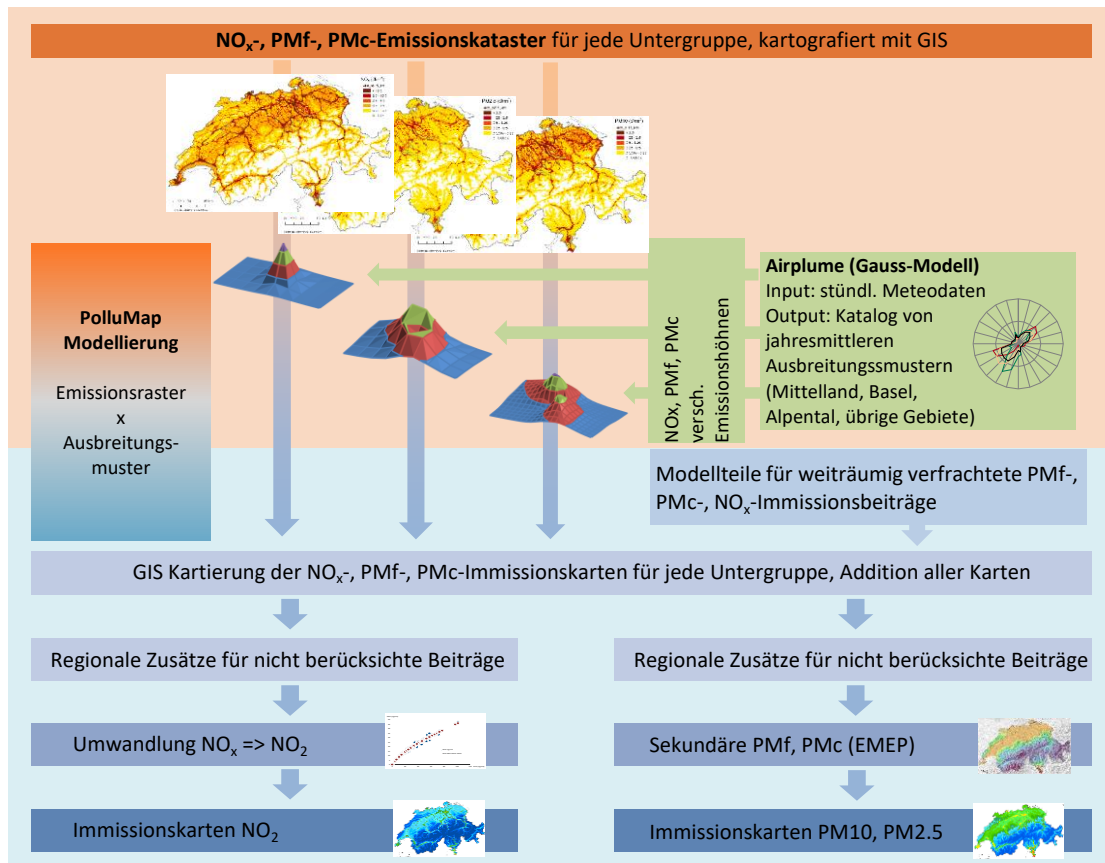 NOx-, PMf-, PMc-Emissionskataster für jede Untergruppe, kartografiert mit GIS
PolluMap
Modellierung
Emissionsraster
x
Ausbreitungs-
muster
NOx, PMf, PMc
versch.
Emissionshöhnen
Airplume (Gauss-Modell)
Input: stündl. Meteodaten
Output: Katalog von
jahresmittleren
Ausbreitungssmustern
(Mittelland, Basel,
Alpental, übrige Gebiete)
Modellteile für weiträumig verfrachtete PMf-,
PMc-, NOx-Immissionsbeiträge
GIS Kartierung der NOx-, PMf-, PMc-Immissionskarten für jede Untergruppe, Addition aller Karten
Regionale Zusätze für nicht berücksichte Beiträge
Regionale Zusätze für nicht berücksichte Beiträge
Umwandlung NOx => NO2
Sekundäre PMf, PMc (EMEP)
Immissionskarten NO2
Immissionskarten PM10, PM2.5